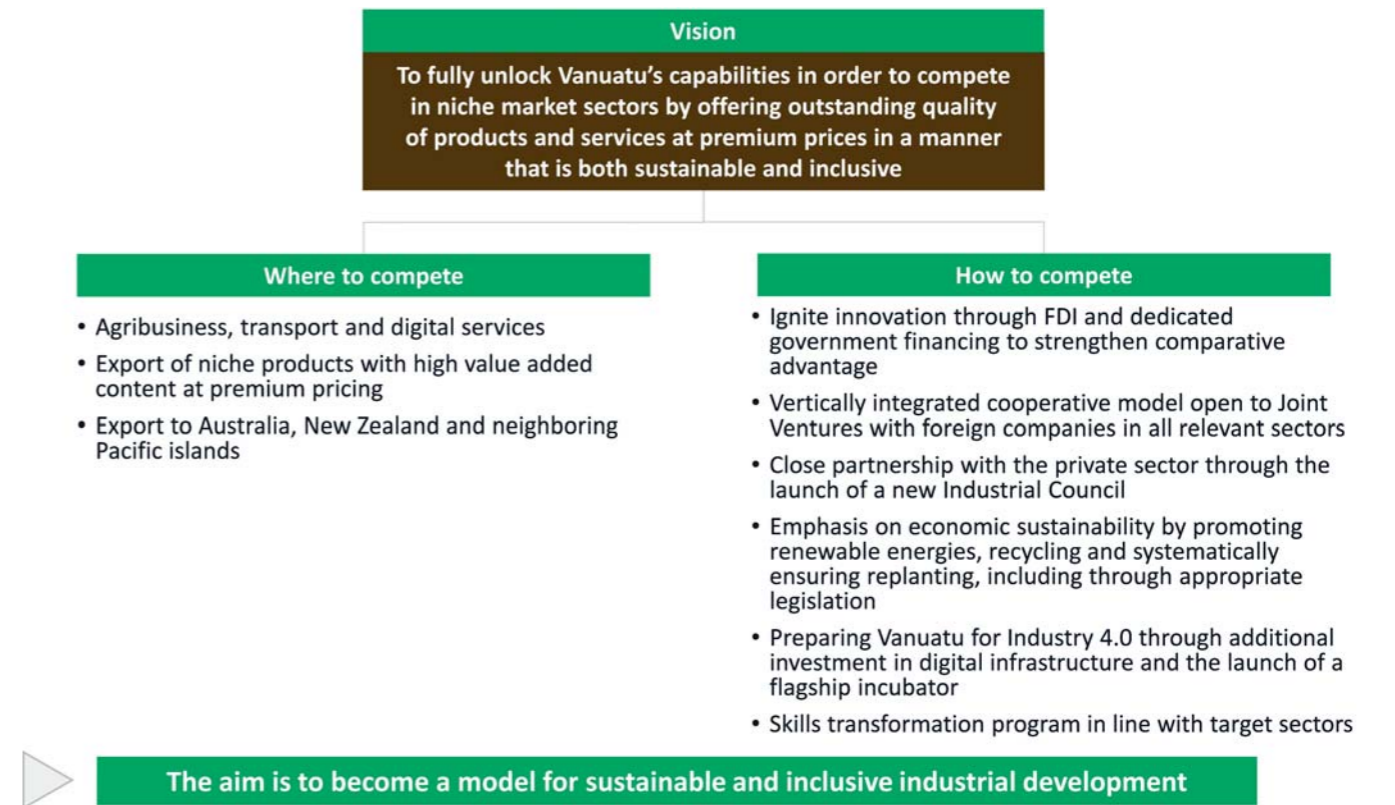 Vision
To fully unlock Vanuatu's capabilities in order to compete
in niche market sectors by offering outstanding quality
of products and services at premium prices in a manner
that is both sustainable and inclusive
Where to compete
• Agribusiness, transport and digital services
• Export of niche products with high value added
content at premium pricing
• Export to Australia, New Zealand and neighboring
Pacific islands
How to compete
• Ignite innovation through FDI and dedicated
government financing to strengthen comparative
advantage
• Vertically integrated cooperative model open to Joint
Ventures with foreign companies in all relevant sectors
• Close partnership with the private sector through the
launch of a new Industrial Council
• Emphasis on economic sustainability by promoting
renewable energies, recycling and systematically
ensuring replanting, including through appropriate
legislation
• Preparing Vanuatu for Industry 4.0 through additional
investment in digital infrastructure and the launch of a
flagship incubator
• Skills transformation program in line with target sectors
The aim is to become a model for sustainable and inclusive industrial development